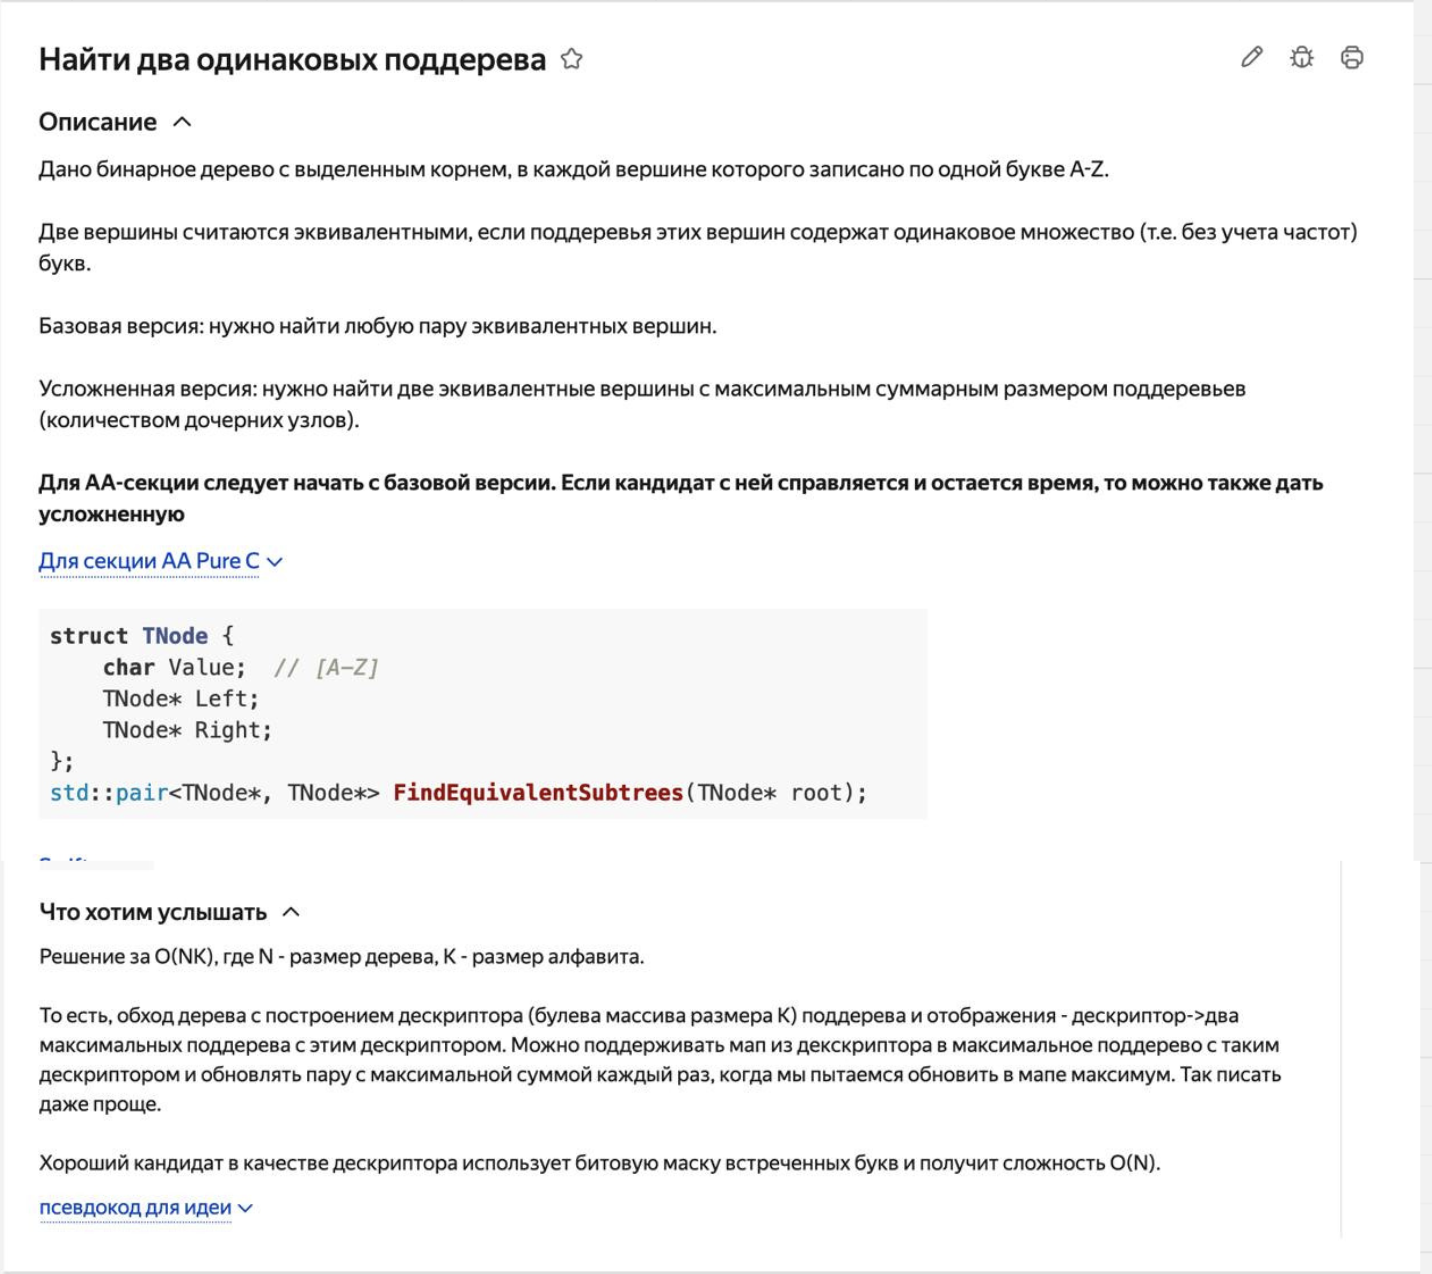 Найти два одинаковых поддерева
Описание
Дано бинарное дерево с выделенным корнем, в каждой вершине которого записано по одной букве A-Z.
Две вершины считаются эквивалентными, если поддеревья этих вершин содержат одинаковое множество (т.е. без учета частот)
букв.
Базовая версия: нужно найти любую пару эквивалентных вершин.
Усложненная версия: нужно найти две эквивалентные вершины с максимальным суммарным размером поддеревьев
(количеством дочерних узлов).
Для АА-секции следует начать с базовой версии. Если кандидат с ней справляется и остается время, то можно также дать
усложненную
Для секции АА Pure C
struct TNode {
    char Value;  // [A-Z]
    TNode* Left;
    TNode* Right;
};
std::pair<TNode*, TNode*> FindEquivalentSubtrees(TNode* root);
Что хотим услышать
Решение за O(NK), где N - размер дерева, K - размер алфавита.
То есть, обход дерева с построением дескриптора (булева массива размера K) поддерева и отображения - дескриптор->два
максимальных поддерева с этим дескриптором. Можно поддерживать мап из декскриптора в максимальное поддерево с таким
дескриптором и обновлять пару с максимальной суммой каждый раз, когда мы пытаемся обновить в мапе максимум. Так писать
даже проще.
Хороший кандидат в качестве дескриптора использует битовую маску встреченных букв и получит сложность O(N).
псевдокод для идеи